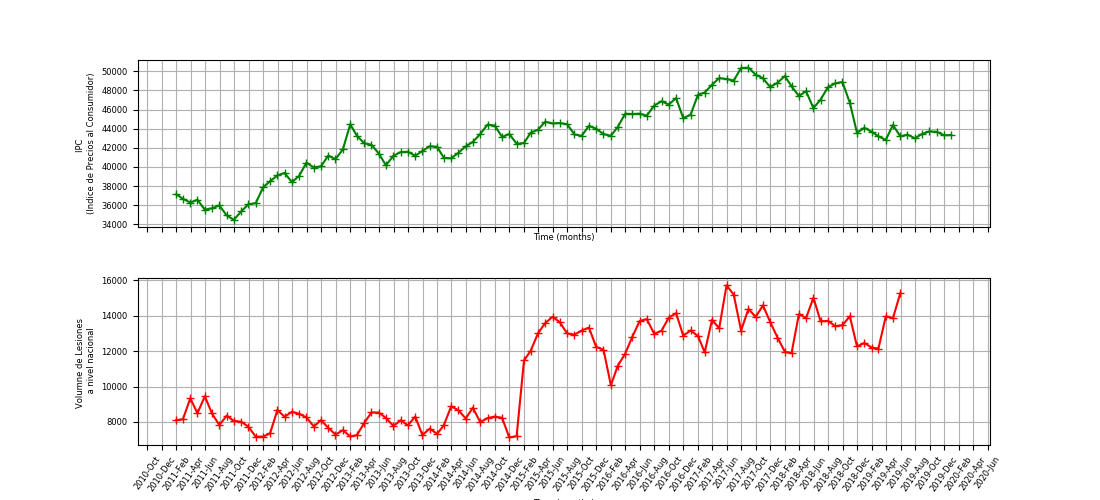 IPC
(Indice de Precios al Consumidor)
50000
48000
46000
44000
42000
40000
38000
36000
34000
Time (months)
Volumne de Lesiones
a nivel nacional
16000
14000
12000
10000
8000
2010-Oct
2010-Dec
2011-Feb
2011-Apr
2011-Jun
2011-Aug
2011-Oct
2011-Dec
2012-Feb
2012-Apr
2012-Jun
2012-Aug
2012-Oct
2012-Dec
2013-Feb
2013-Apr
2013-Jun
2013-Aug
2013-Oct
2013-Dec
2014-Feb
2014-Apr
2014-Jun
2014-Aug
2014-Oct
2014-Dec
2015-Feb
2015-Apr
2015-Jun
2015-Aug
2015-Oct
2015-Dec
2016-Feb
2016-Apr
2016-Jun
2016-Aug
2016-Oct
2016-Dec
2017-Feb
2017-Apr
2017-Jun
2017-Aug
2017-Oct
2017-Dec
2018-Feb
2018-Apr
2018-Jun
2018-Aug
2018-Oct
2018-Dec
2019-Feb
2019-Apr
2019-Jun
2019-Aug
2019-Oct
2019-Dec
2020-Feb
2020-Apr
2020-Jun